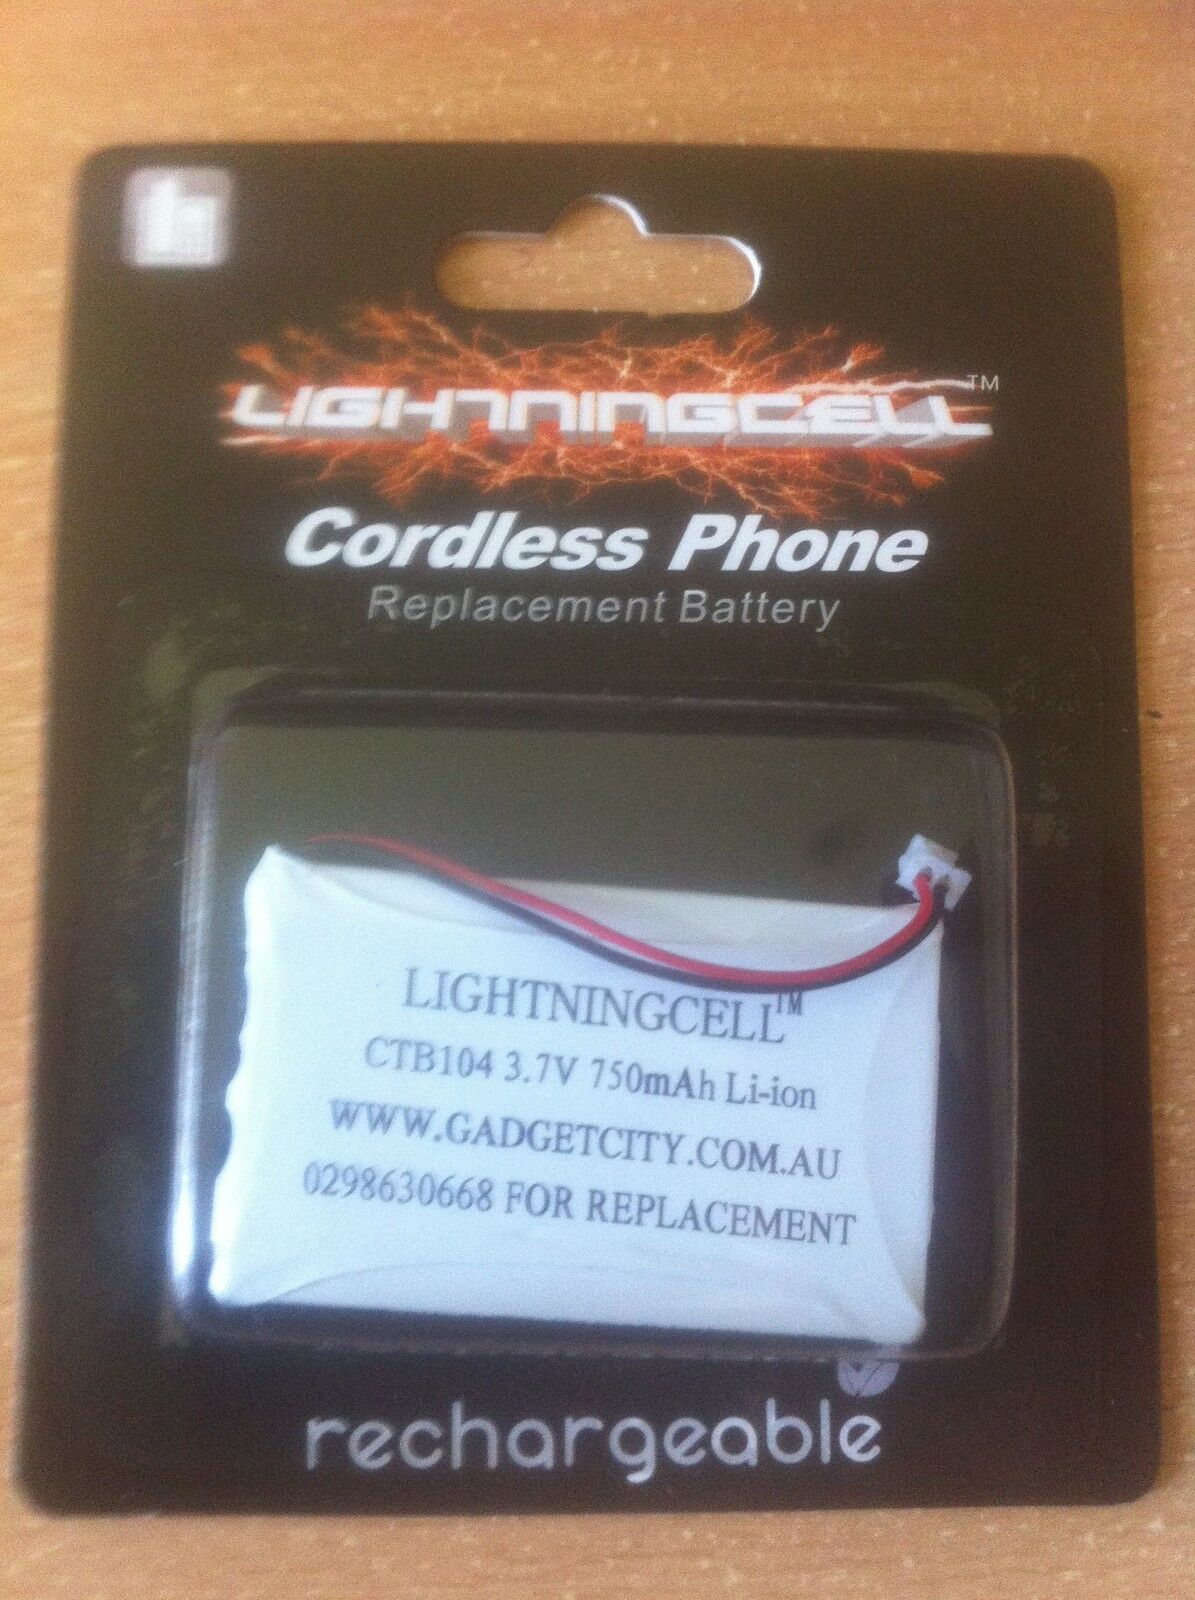 LIGHTNINGCELL™
Cordless Phone
Replacement Battery
LIGHTNINGCELL™
CTB104 3.7V 750mAh Li-ion
WWW.GADGETCITY.COM.AU
0298630668 FOR REPLACEMENT
rechargeable